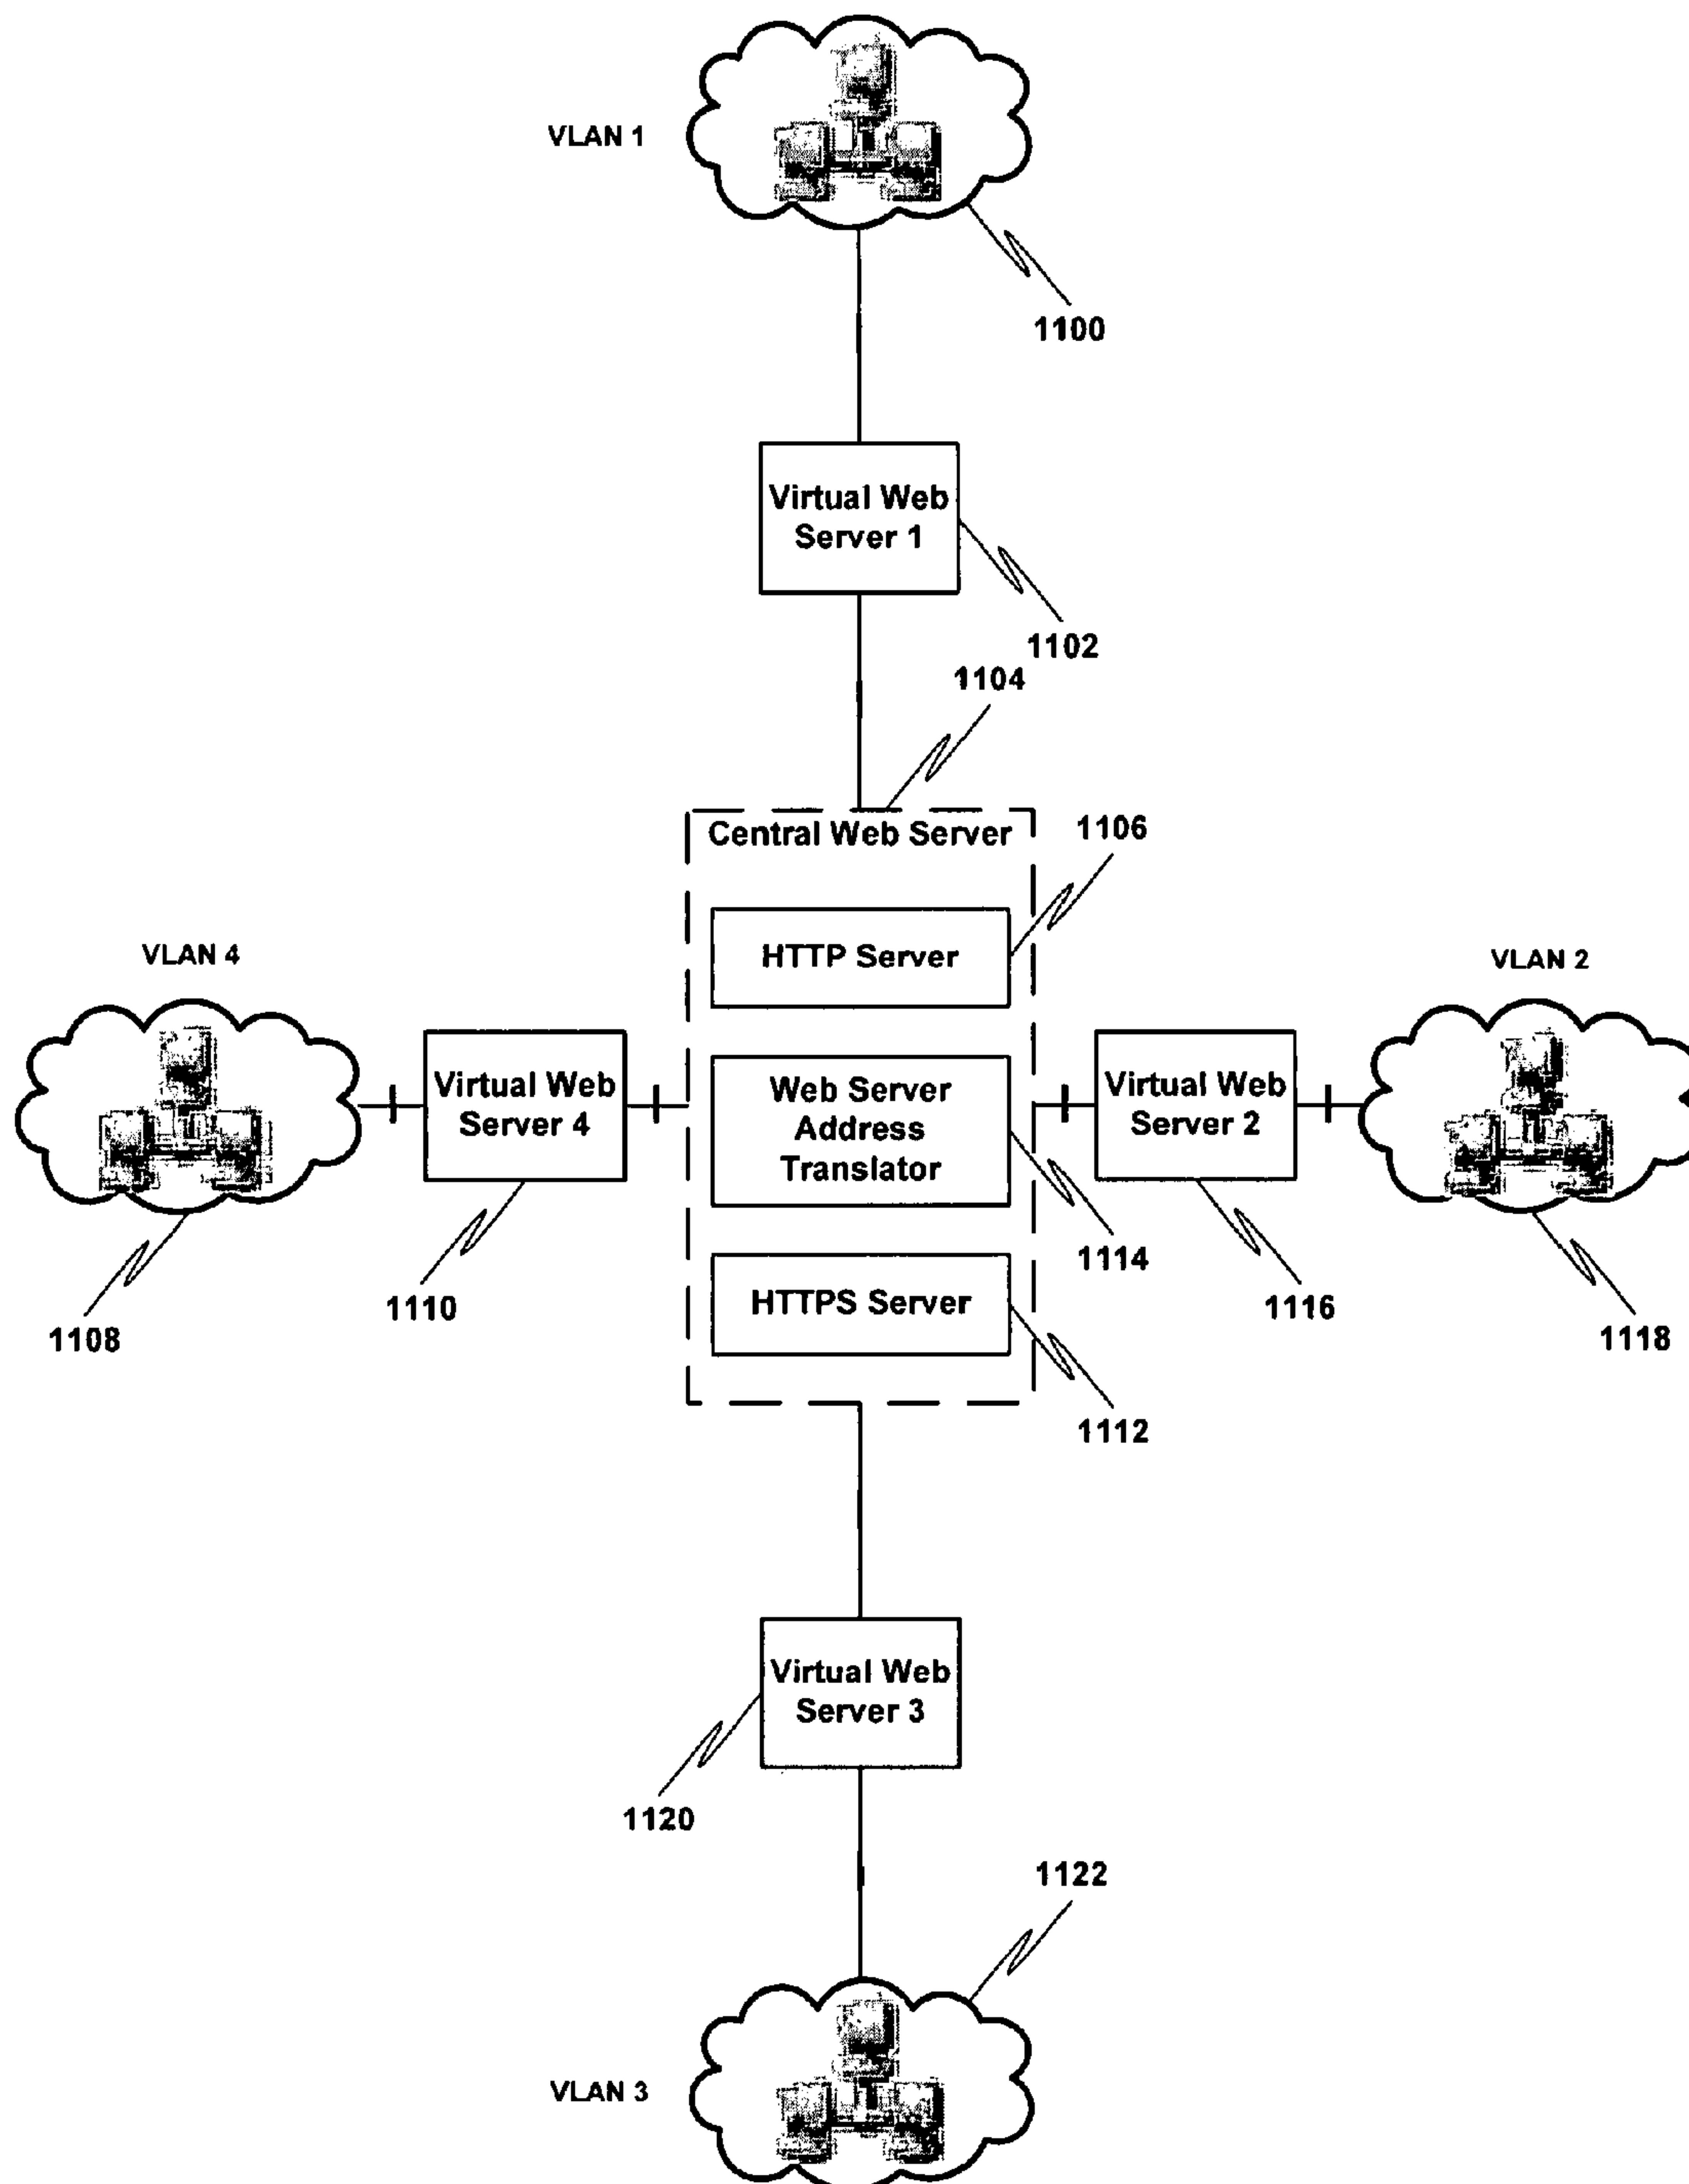 VLAN 1
1100
Virtual Web
Server 1
1102
1104
Central Web Server
1106
HTTP Server
VLAN 4
VLAN 2
Virtual Web
Server 4
Web Server
Address
Translator
Virtual Web
Server 2
1114
1108
1110
HTTPS Server
1116
1118
1112
Virtual Web
Server 3
1120
1122
VLAN 3